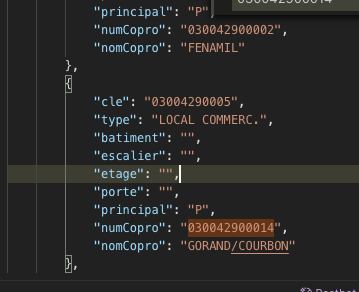 030042900014
"principal": "P",
"numCopro": "030042900002",
"nomCopro": "FENAMIL"
},
{
"cle": "03004290005",
"type": "LOCAL COMMERC.",
"batiment": "",
"escalier": "",
"etage": "",
"porte": "",
"principal": "P",
"numCopro": "030042900014",
"nomCopro": "GORAND/COURBON"
},